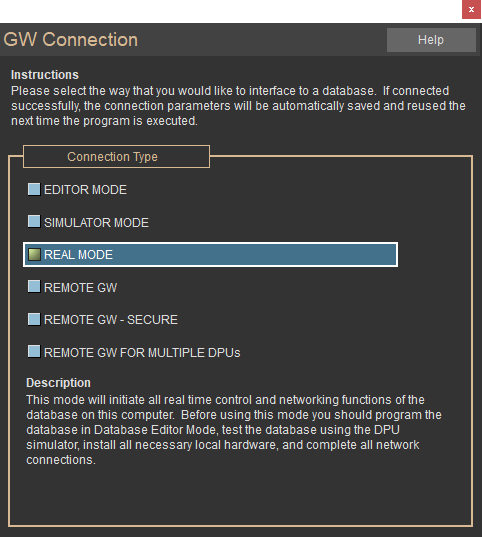 x
GW Connection
Help
Instructions
Please select the way that you would like to interface to a database.  If connected
successfully, the connection parameters will be automatically saved and reused the
next time the program is executed.
Connection Type
EDITOR MODE
SIMULATOR MODE
REAL MODE
REMOTE GW
REMOTE GW - SECURE
REMOTE GW FOR MULTIPLE DPUs
Description
This mode will initiate all real time control and networking functions of the
database on this computer.  Before using this mode you should program the
database in Database Editor Mode, test the database using the DPU
simulator, install all necessary local hardware, and complete all network
connections.